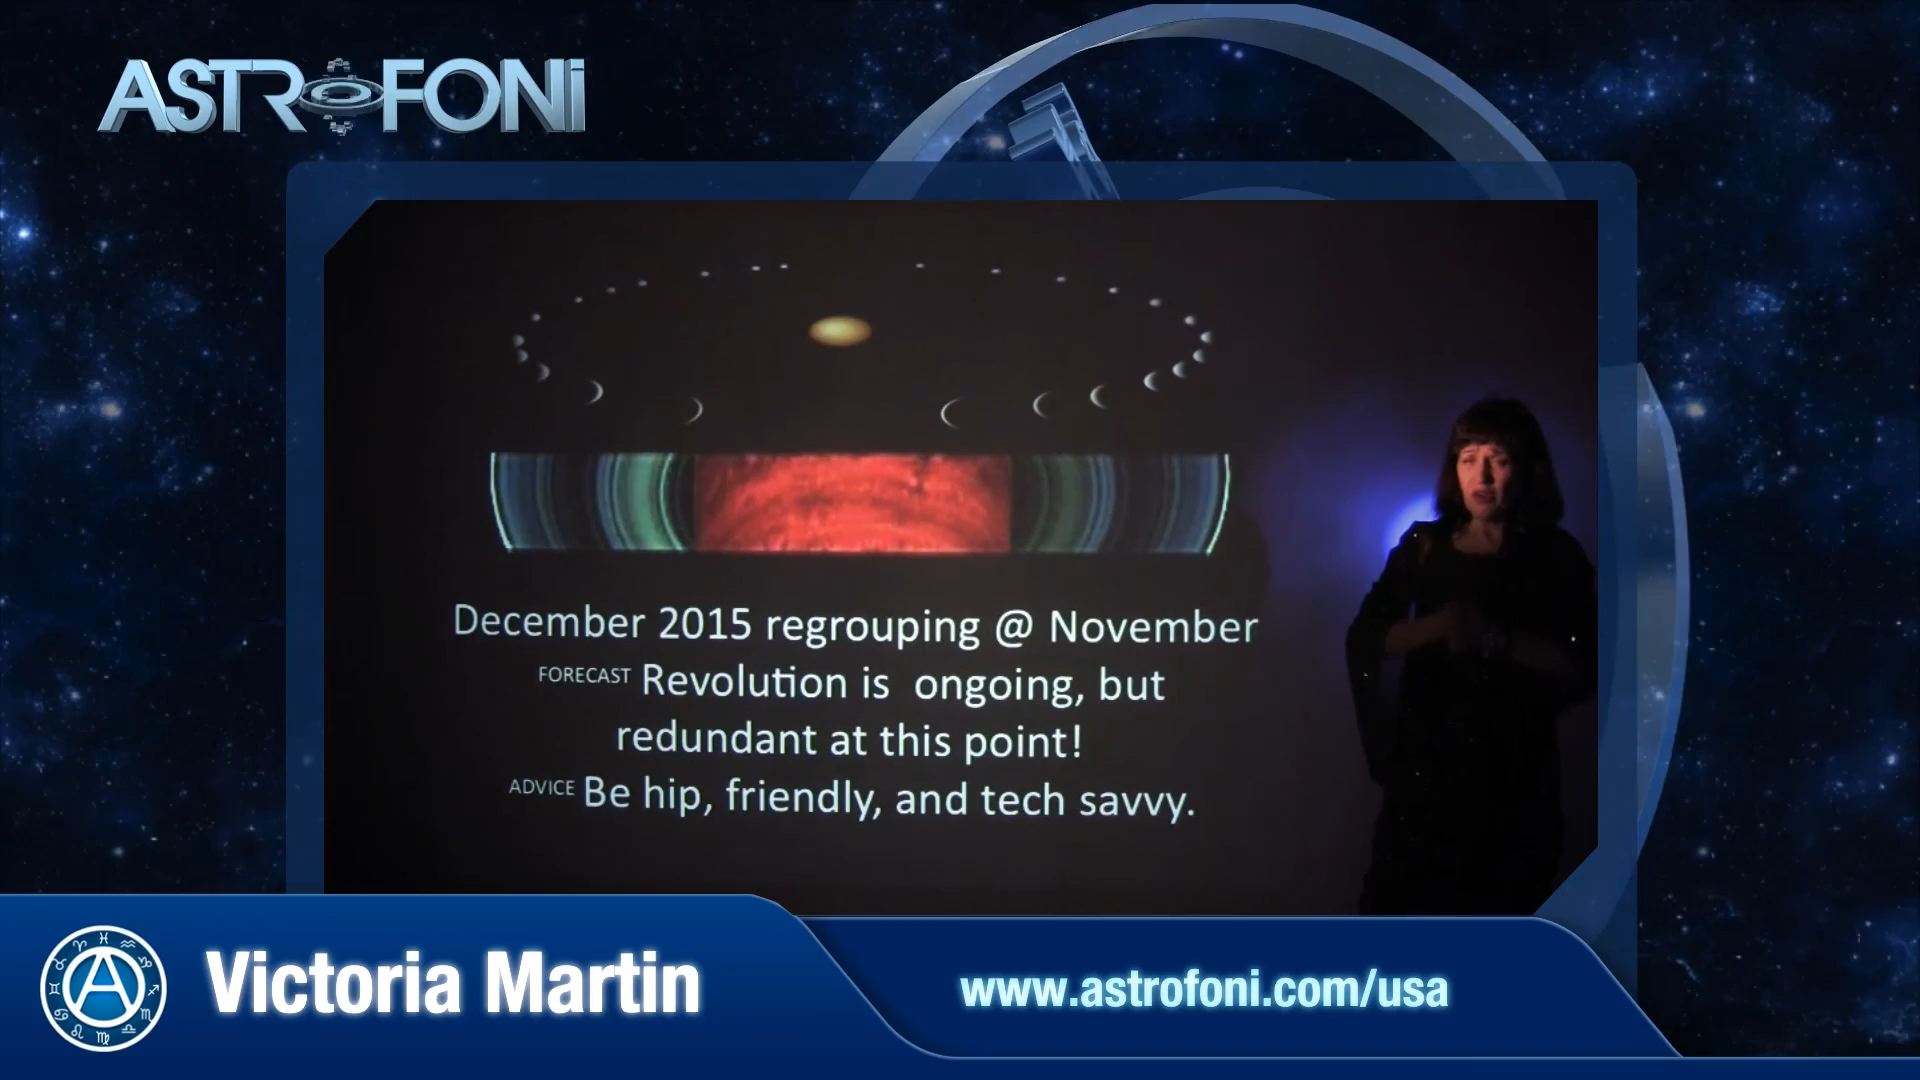 ASTROFONi
December 2015 regrouping @ November
FORECAST Revolution is ongoing, but
redundant at this point!
ADVICE Be hip, friendly, and tech savvy.
Victoria Martin
www.astrofoni.com/usa